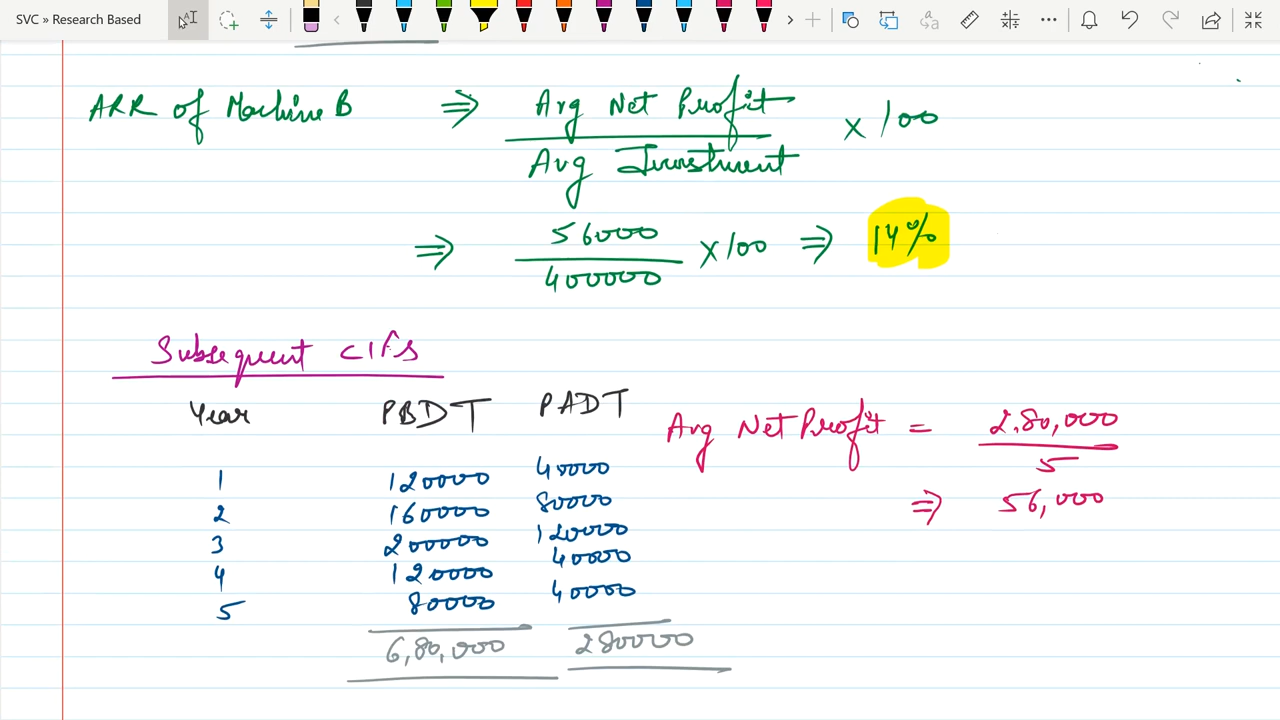 SVC » Research Based
ARR of Machine B ⇒ Avg Net Profit / Avg Investment × 100
⇒ 56000 / 400000 × 100 ⇒ 14%
Subsequent CIFS
Year PBDT PADT
Avg Net Profit = 2,80,000 / 5
⇒ 56,000
1 120000 40000
2 160000 80000
3 200000 120000
4 120000 40000
5 80000 40000
6,80,000 280000